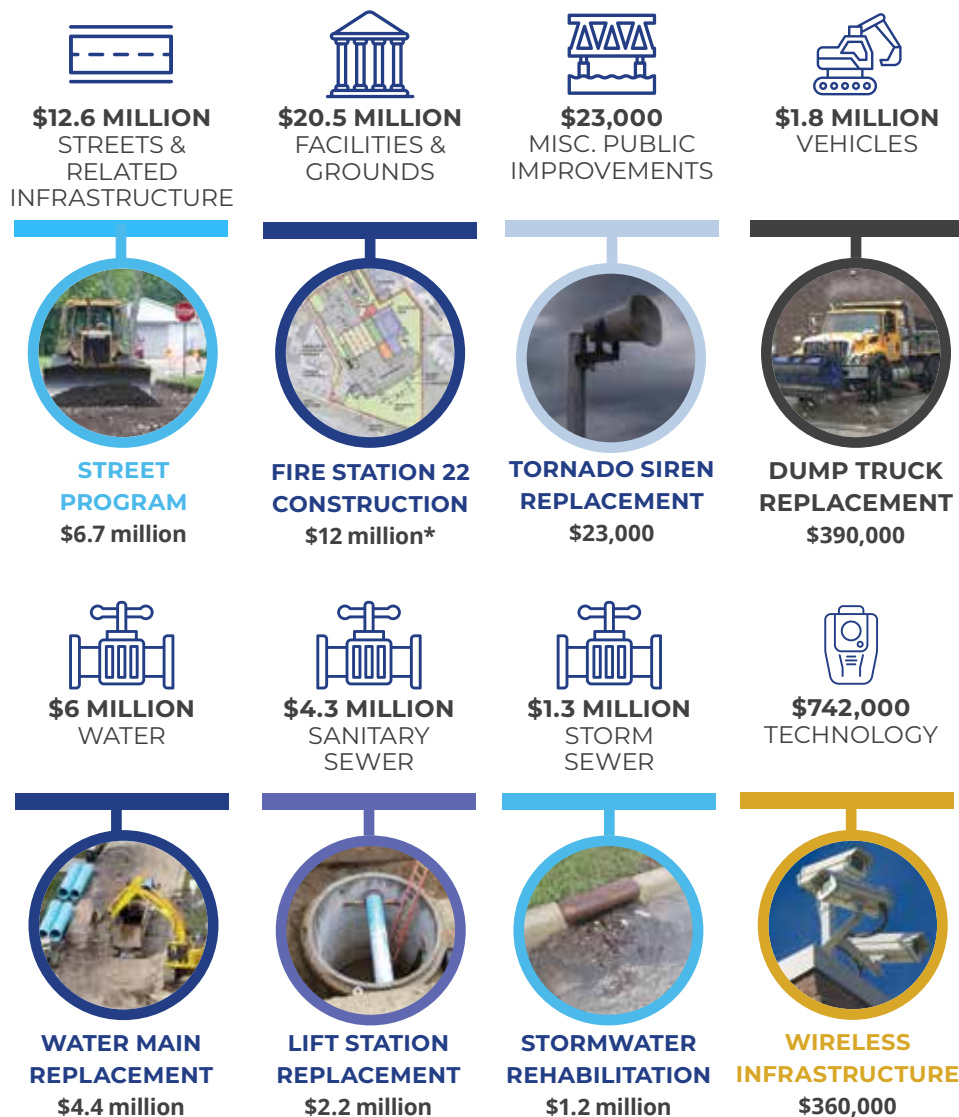 $12.6 MILLION
STREETS &
RELATED
INFRASTRUCTURE
$20.5 MILLION
FACILITIES &
GROUNDS
$23,000
MISC. PUBLIC
IMPROVEMENTS
$1.8 MILLION
VEHICLES
STREET
PROGRAM
$6.7 million
FIRE STATION 22
CONSTRUCTION
$12 million*
TORNADO SIREN
REPLACEMENT
$23,000
DUMP TRUCK
REPLACEMENT
$390,000
$6 MILLION
WATER
$4.3 MILLION
SANITARY
SEWER
$1.3 MILLION
STORM
SEWER
$742,000
TECHNOLOGY
WATER MAIN
REPLACEMENT
$4.4 million
LIFT STATION
REPLACEMENT
$2.2 million
STORMWATER
REHABILITATION
$1.2 million
WIRELESS
INFRASTRUCTURE
$360,000